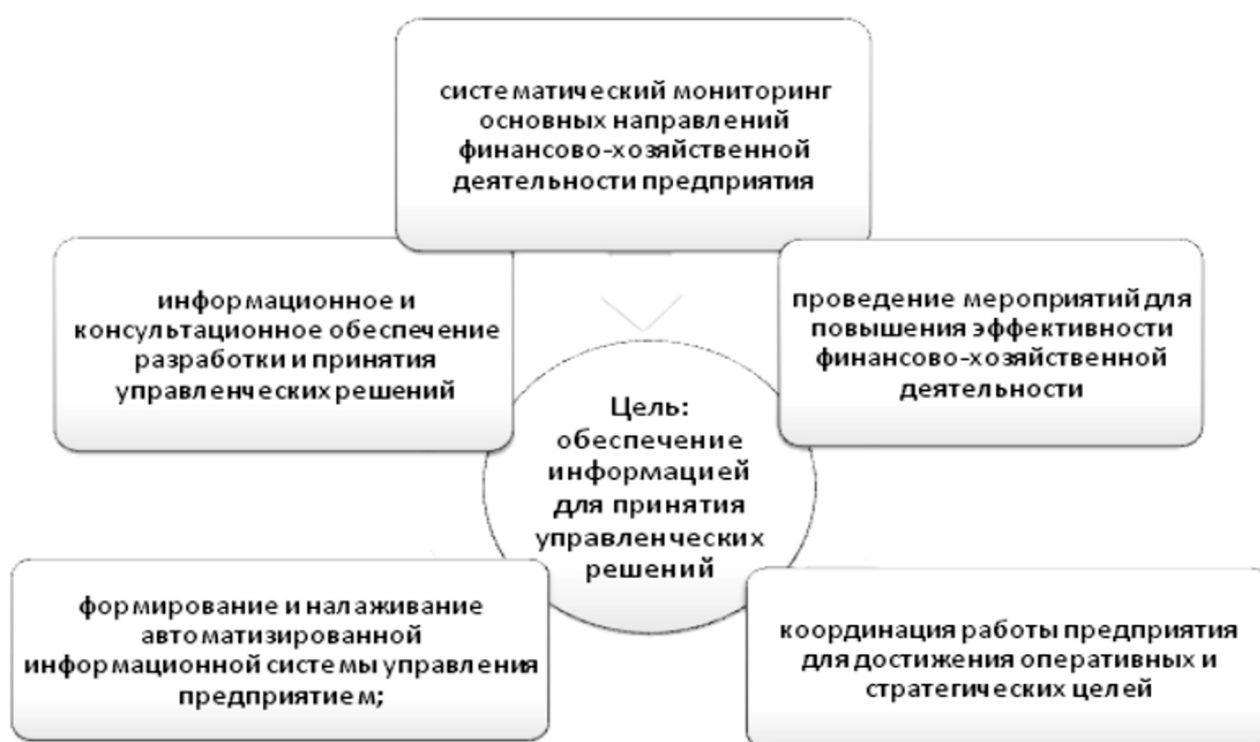 систематический мониторинг
основных направлений
финансово-хозяйственной
деятельности предприятия
информационное и
консультационное обеспечение
разработки и принятия
управленческих решений
проведение мероприятий для
повышения эффективности
финансово-хозяйственной
деятельности
Цель:
обеспечение
информацией
для принятия
управленческих
решений
формирование и налаживание
автоматизированной
информационной системы управления
предприятием;
координация работы предприятия
для достижения оперативных и
стратегических целей